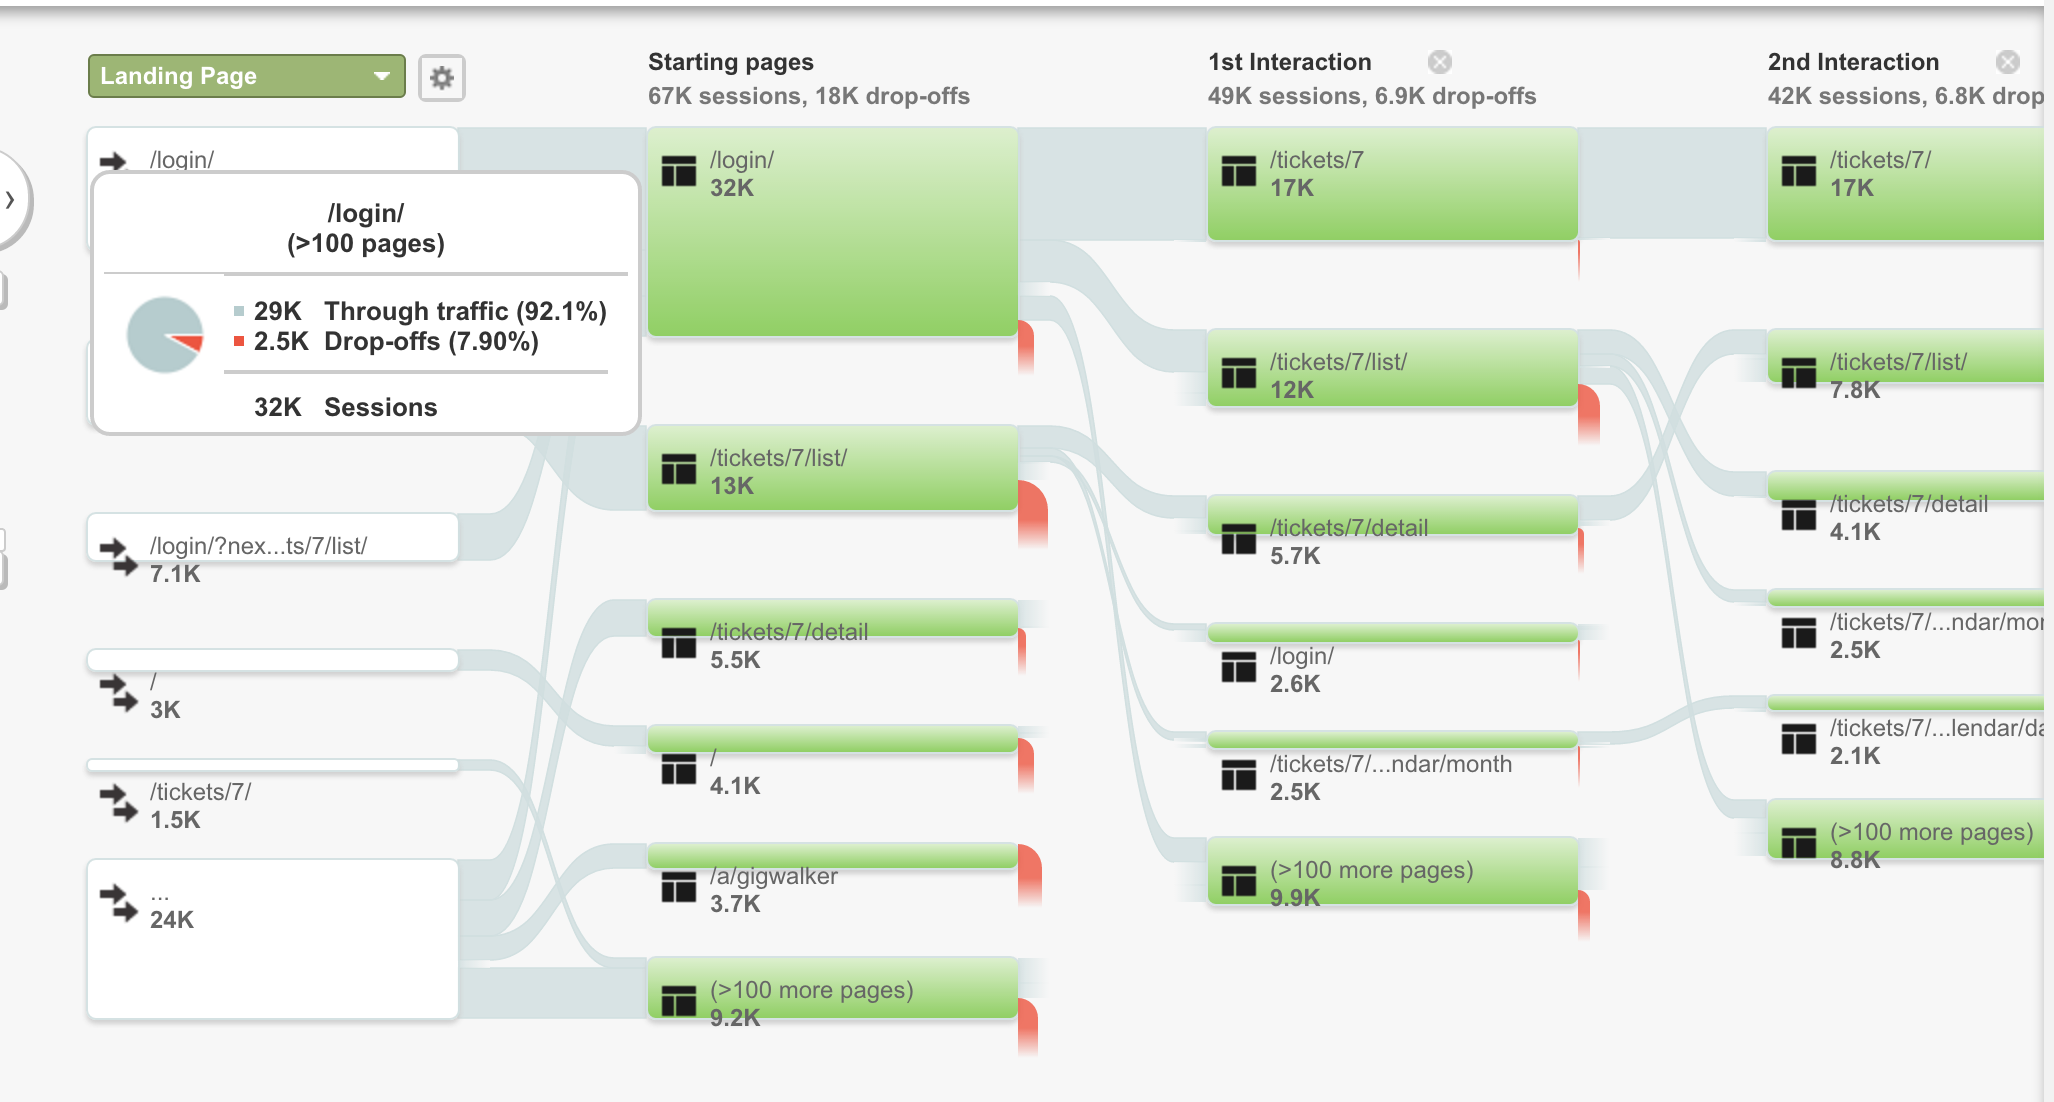 Landing Page
Starting pages
67K sessions, 18K drop-offs
1st Interaction
49K sessions, 6.9K drop-offs
2nd Interaction
42K sessions, 6.8K drop
/login/
/login/
(>100 pages)
29K Through traffic (92.1%)
2.5K Drop-offs (7.90%)
32K Sessions
/login/?nex...ts/7/list/
7.1K
/
3K
/tickets/7/
1.5K
...
24K
/login/
32K
/tickets/7/list/
13K
/tickets/7/detail
5.5K
/
4.1K
/a/gigwalker
3.7K
(>100 more pages)
9.2K
/tickets/7
17K
/tickets/7/list/
12K
/tickets/7/detail
5.7K
/login/
2.6K
/tickets/7/...ndar/month
2.5K
(>100 more pages)
9.9K
/tickets/7/
17K
/tickets/7/list/
7.8K
/tickets/7/detail
4.1K
/tickets/7/...ndar/mor
2.5K
/tickets/7/...lendar/da
2.1K
(>100 more pages)
8.8K